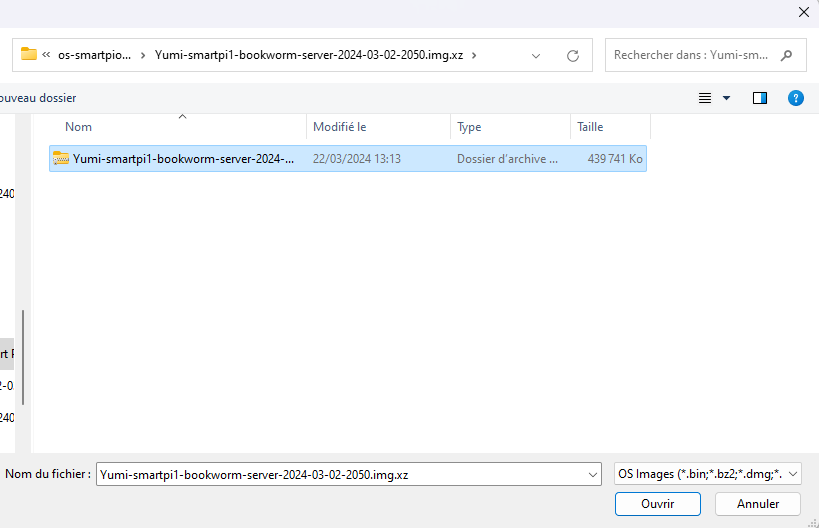 « os-smartpio... › Yumi-smartpi1-bookworm-server-2024-03-02-2050.img.xz ›
Rechercher dans : Yumi-sm...
ouveau dossier
?
Nom Modifié le Type Taille
Yumi-smartpi1-bookworm-server-2024-... 22/03/2024 13:13 Dossier d'archive ... 439 741 Ko
240
rt F
2-0
240
Nom du fichier : Yumi-smartpi1-bookworm-server-2024-03-02-2050.img.xz OS Images (*.bin;*.bz2;*.dmg;*.
Ouvrir Annuler